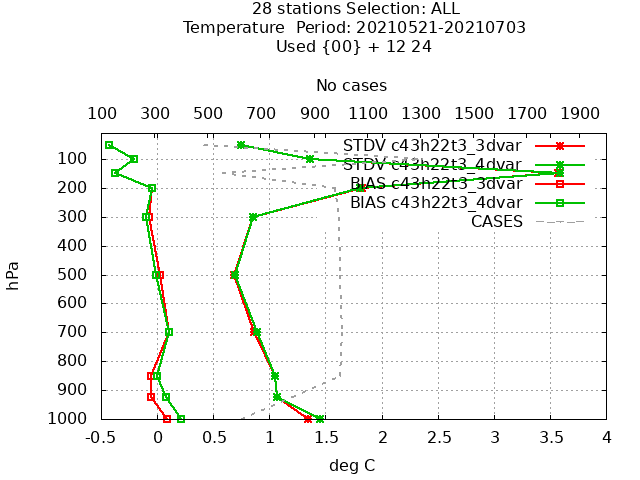 28 stations Selection: ALL
Temperature  Period: 20210521-20210703
Used {00} + 12 24
No cases
100 300 500 700 900 1100 1300 1500 1700 1900
STDV c43h22t3_3dvar
100
STDV c43h22t3_4dvar
BIAS c43h22t3_3dvar
200
BIAS c43h22t3_4dvar
300
CASES
400
hPa
500
600
700
800
900
1000
-0.5 0 0.5 1 1.5 2 2.5 3 3.5 4
deg C